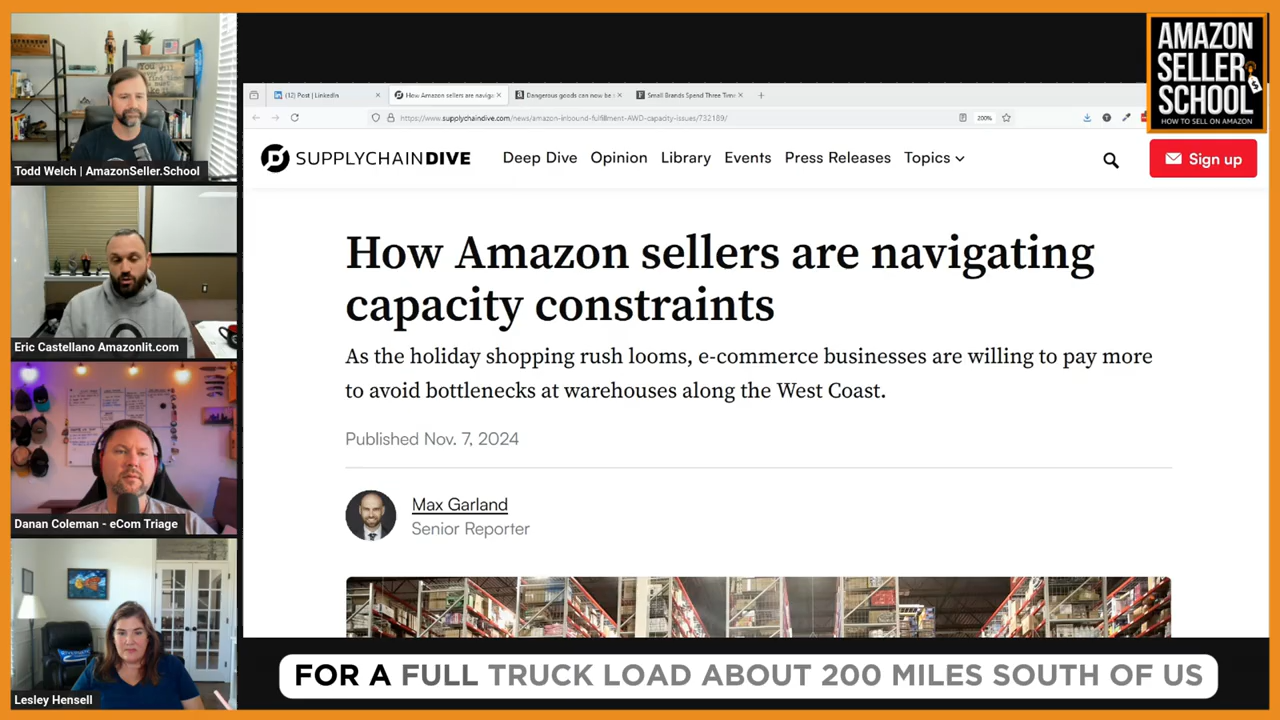 Todd Welch | AmazonSeller.School
Eric Castellano Amazonlit.com
Danan Coleman - eCom Triage
Lesley Hensell
AMAZON
SELLER
SCHOOL
HOW TO SELL ON AMAZON
(12) Post | LinkedIn
How Amazon sellers are naviga
Dangerous goods can now be
Small Brands Spend Three Time
https://www.supplychaindive.com/news/amazon-inbound-fulfillment-AWD-capacity-issues/732189/
200%
SUPPLYCHAINDIVE
Deep Dive Opinion Library Events Press Releases Topics
Sign up
How Amazon sellers are navigating
capacity constraints
As the holiday shopping rush looms, e-commerce businesses are willing to pay more
to avoid bottlenecks at warehouses along the West Coast.
Published Nov. 7, 2024
Max Garland
Senior Reporter
FOR A FULL TRUCK LOAD ABOUT 200 MILES SOUTH OF US